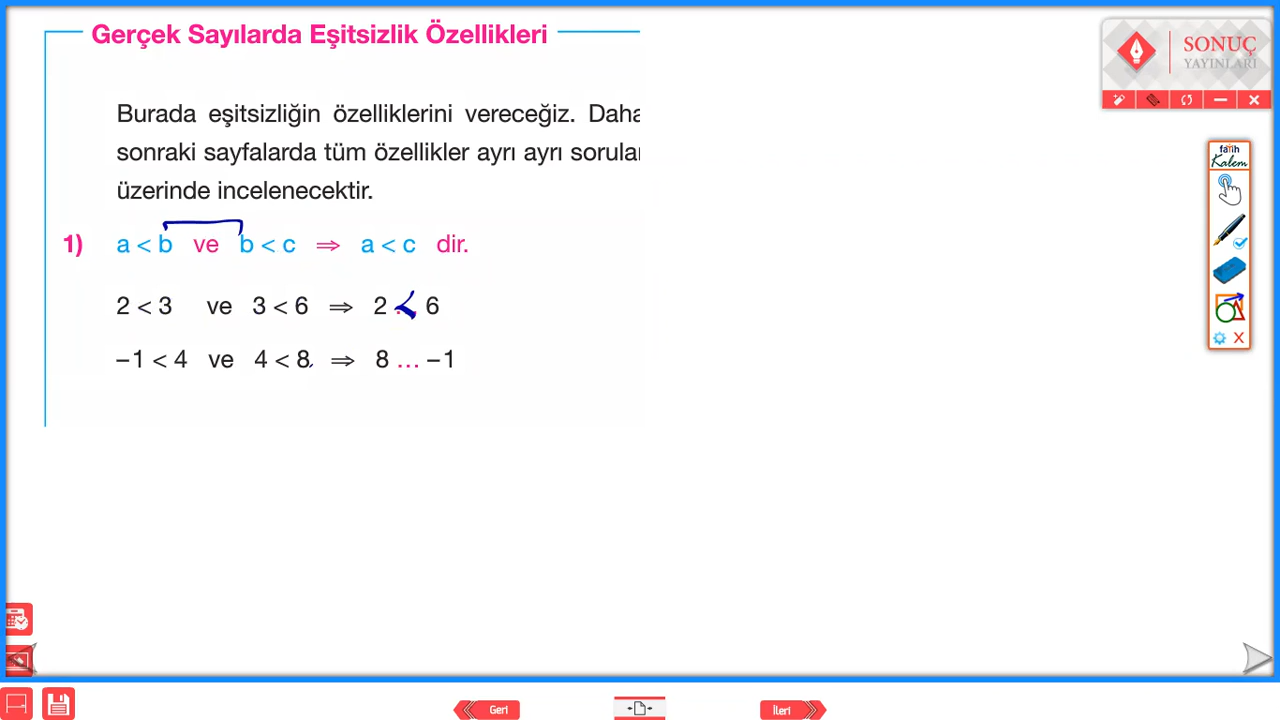 Gerçek Sayılarda Eşitsizlik Özellikleri
SONUÇ
YAYINLARI
Burada eşitsizliğin özelliklerini vereceğiz. Daha
sonraki sayfalarda tüm özellikler ayrı ayrı sorular
üzerinde incelenecektir.
fatih
Kalem
1) a < b ve b < c ⇒ a < c dir.
2 < 3 ve 3 < 6 ⇒ 2 < 6
−1 < 4 ve 4 < 8 ⇒ 8 ... −1
Geri
İleri